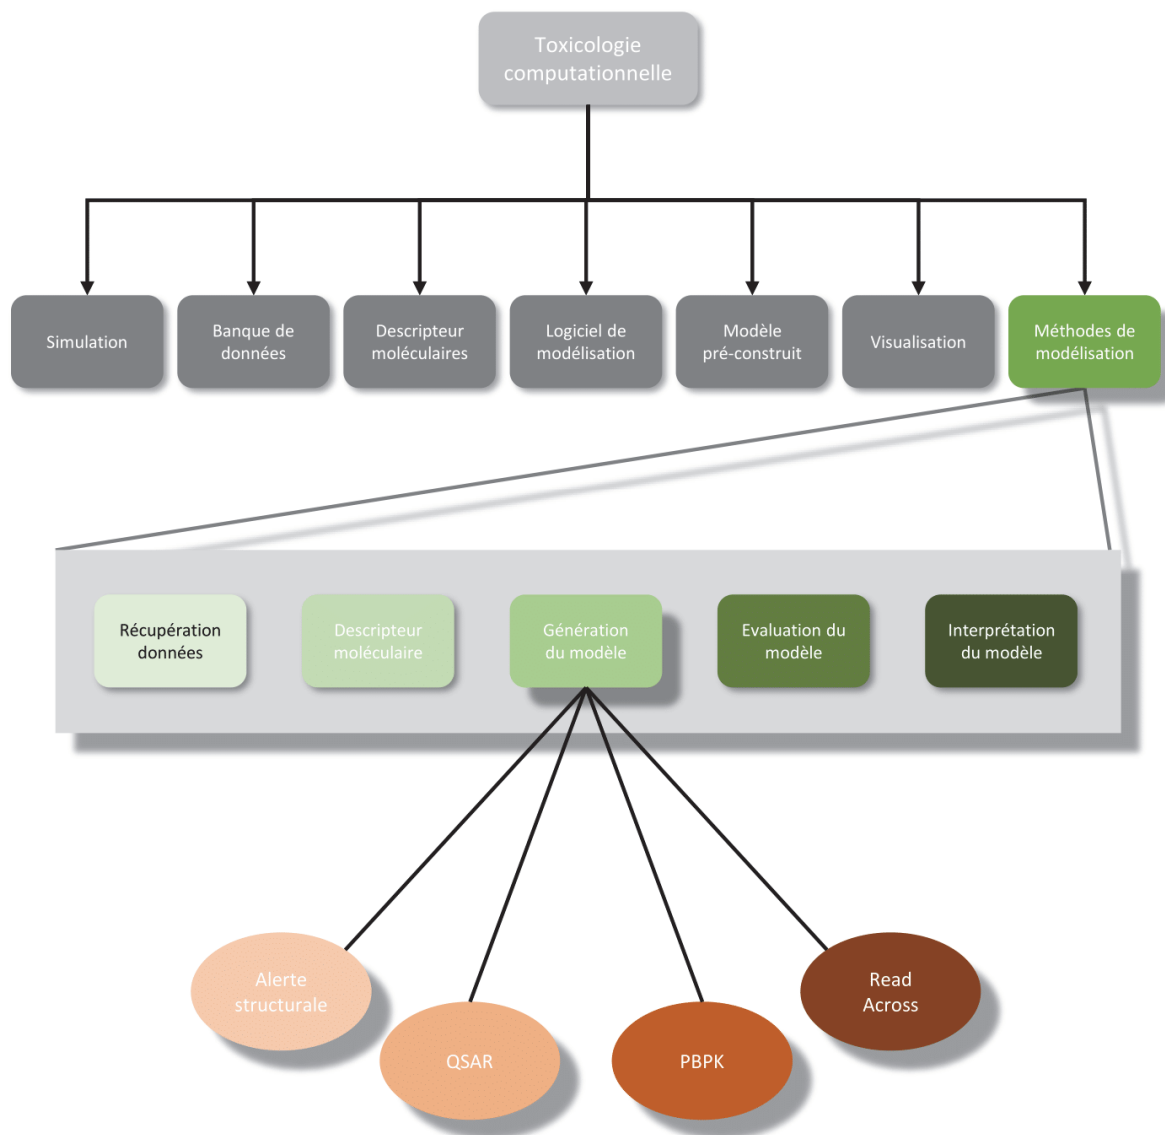 Toxicologie
computationnelle
Simulation
Banque de
données
Descripteur
moléculaires
Logiciel de
modélisation
Modèle
pré-construit
Visualisation
Méthodes de
modélisation
Récupération
données
Descripteur
moléculaire
Génération
du modèle
Evaluation du
modèle
Interprétation
du modèle
Alerte
structurale
QSAR
PBPK
Read
Across